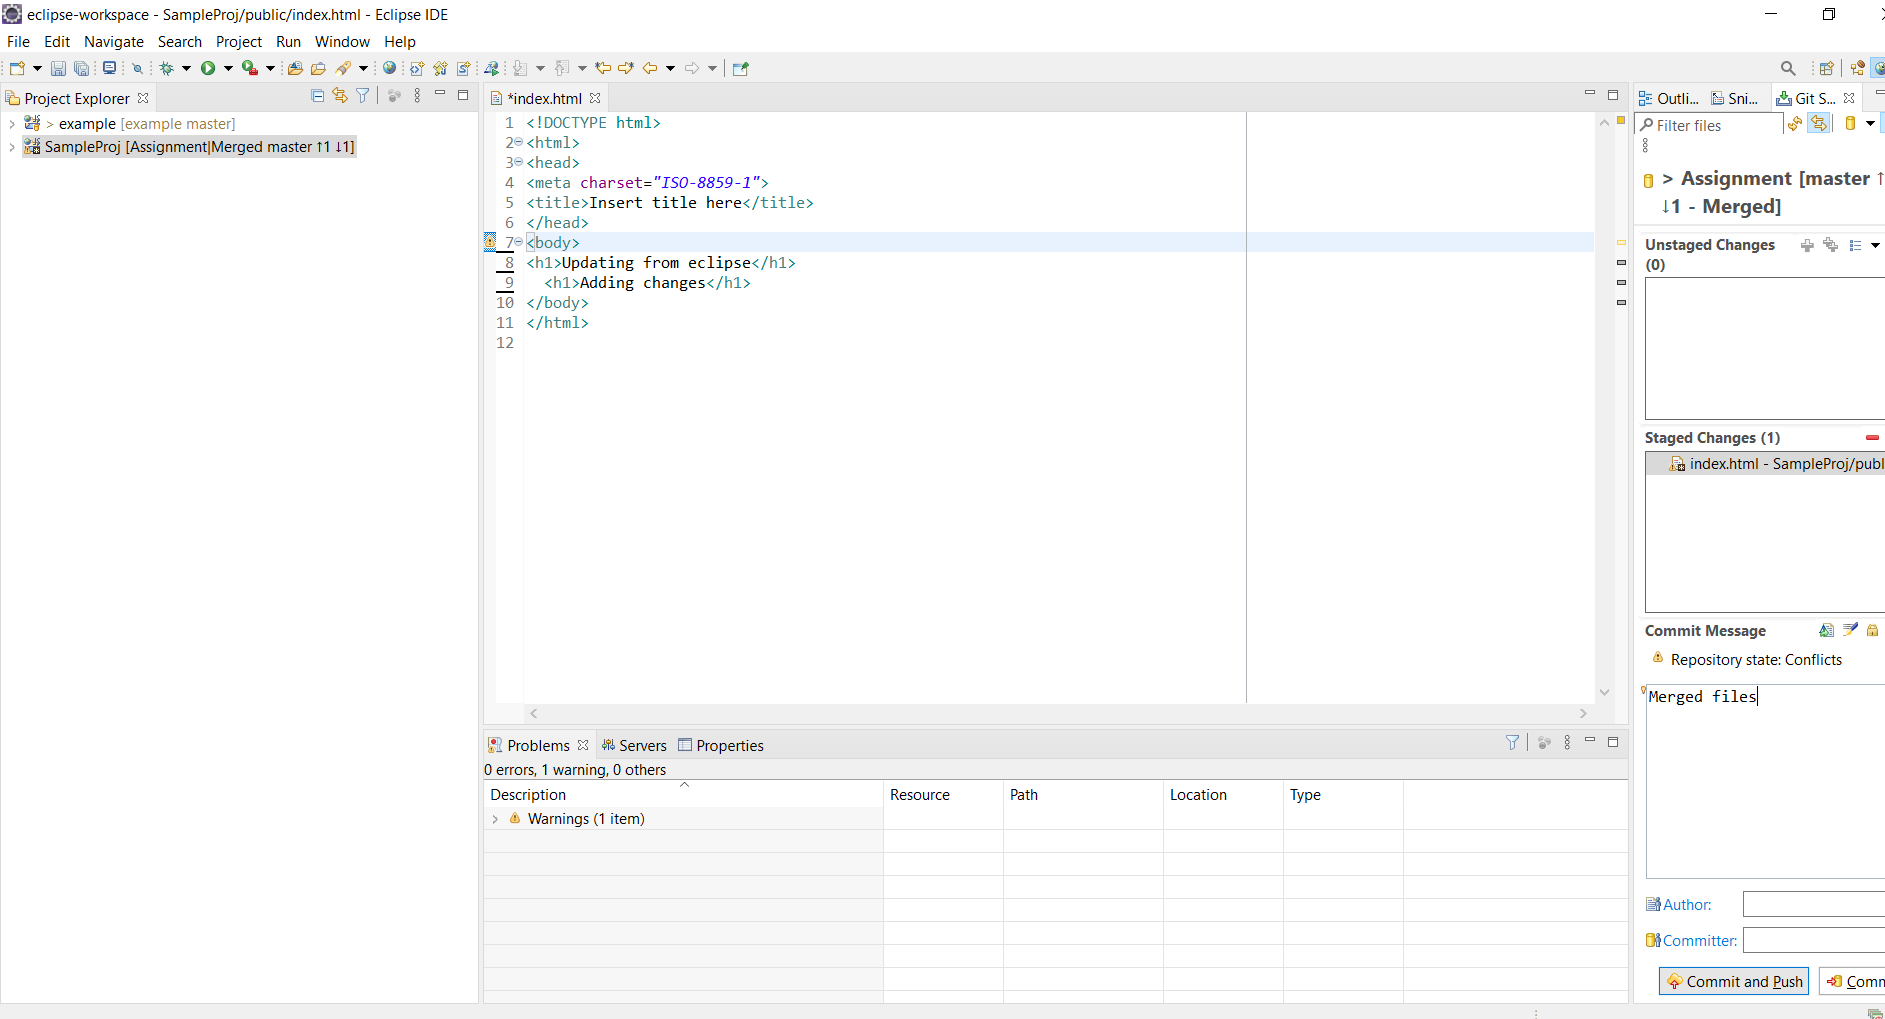 eclipse-workspace - SampleProj/public/index.html - Eclipse IDE
File Edit Navigate Search Project Run Window Help
Project Explorer
> example [example master]
SampleProj [Assignment|Merged master ↑1 ↓1]
*index.html
1 <!DOCTYPE html>
2 <html>
3 <head>
4 <meta charset="ISO-8859-1">
5 <title>Insert title here</title>
6 </head>
7 <body>
8 <h1>Updating from eclipse</h1>
9 <h1>Adding changes</h1>
10 </body>
11 </html>
12
Problems Servers Properties
0 errors, 1 warning, 0 others
Description Resource Path Location Type
Warnings (1 item)
Outli... Sni... Git S...
Filter files
> Assignment [master ↑
↓1 - Merged]
Unstaged Changes
(0)
Staged Changes (1)
index.html - SampleProj/publ
Commit Message
Repository state: Conflicts
Merged files
Author:
Committer:
Commit and Push Comm